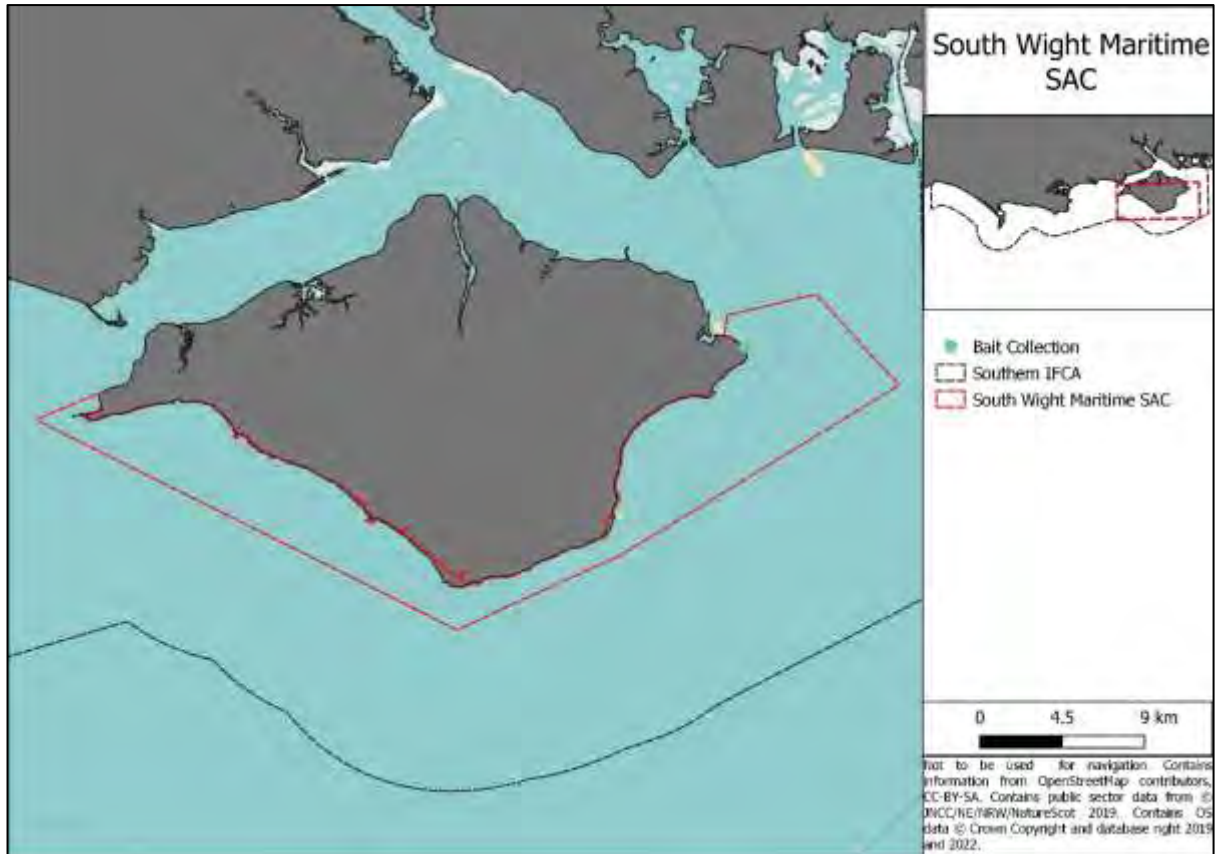 South Wight Maritime
SAC
Bait Collection
Southern IFCA
South Wight Maritime SAC
0 4.5 9 km
Not to be used for navigation. Contains
information from OpenStreetMap contributors,
CC-BY-SA. Contains public sector data from ©
JNCC/NE/NRW/NatureScot 2019. Contains OS
data © Crown Copyright and database right 2019
and 2022.